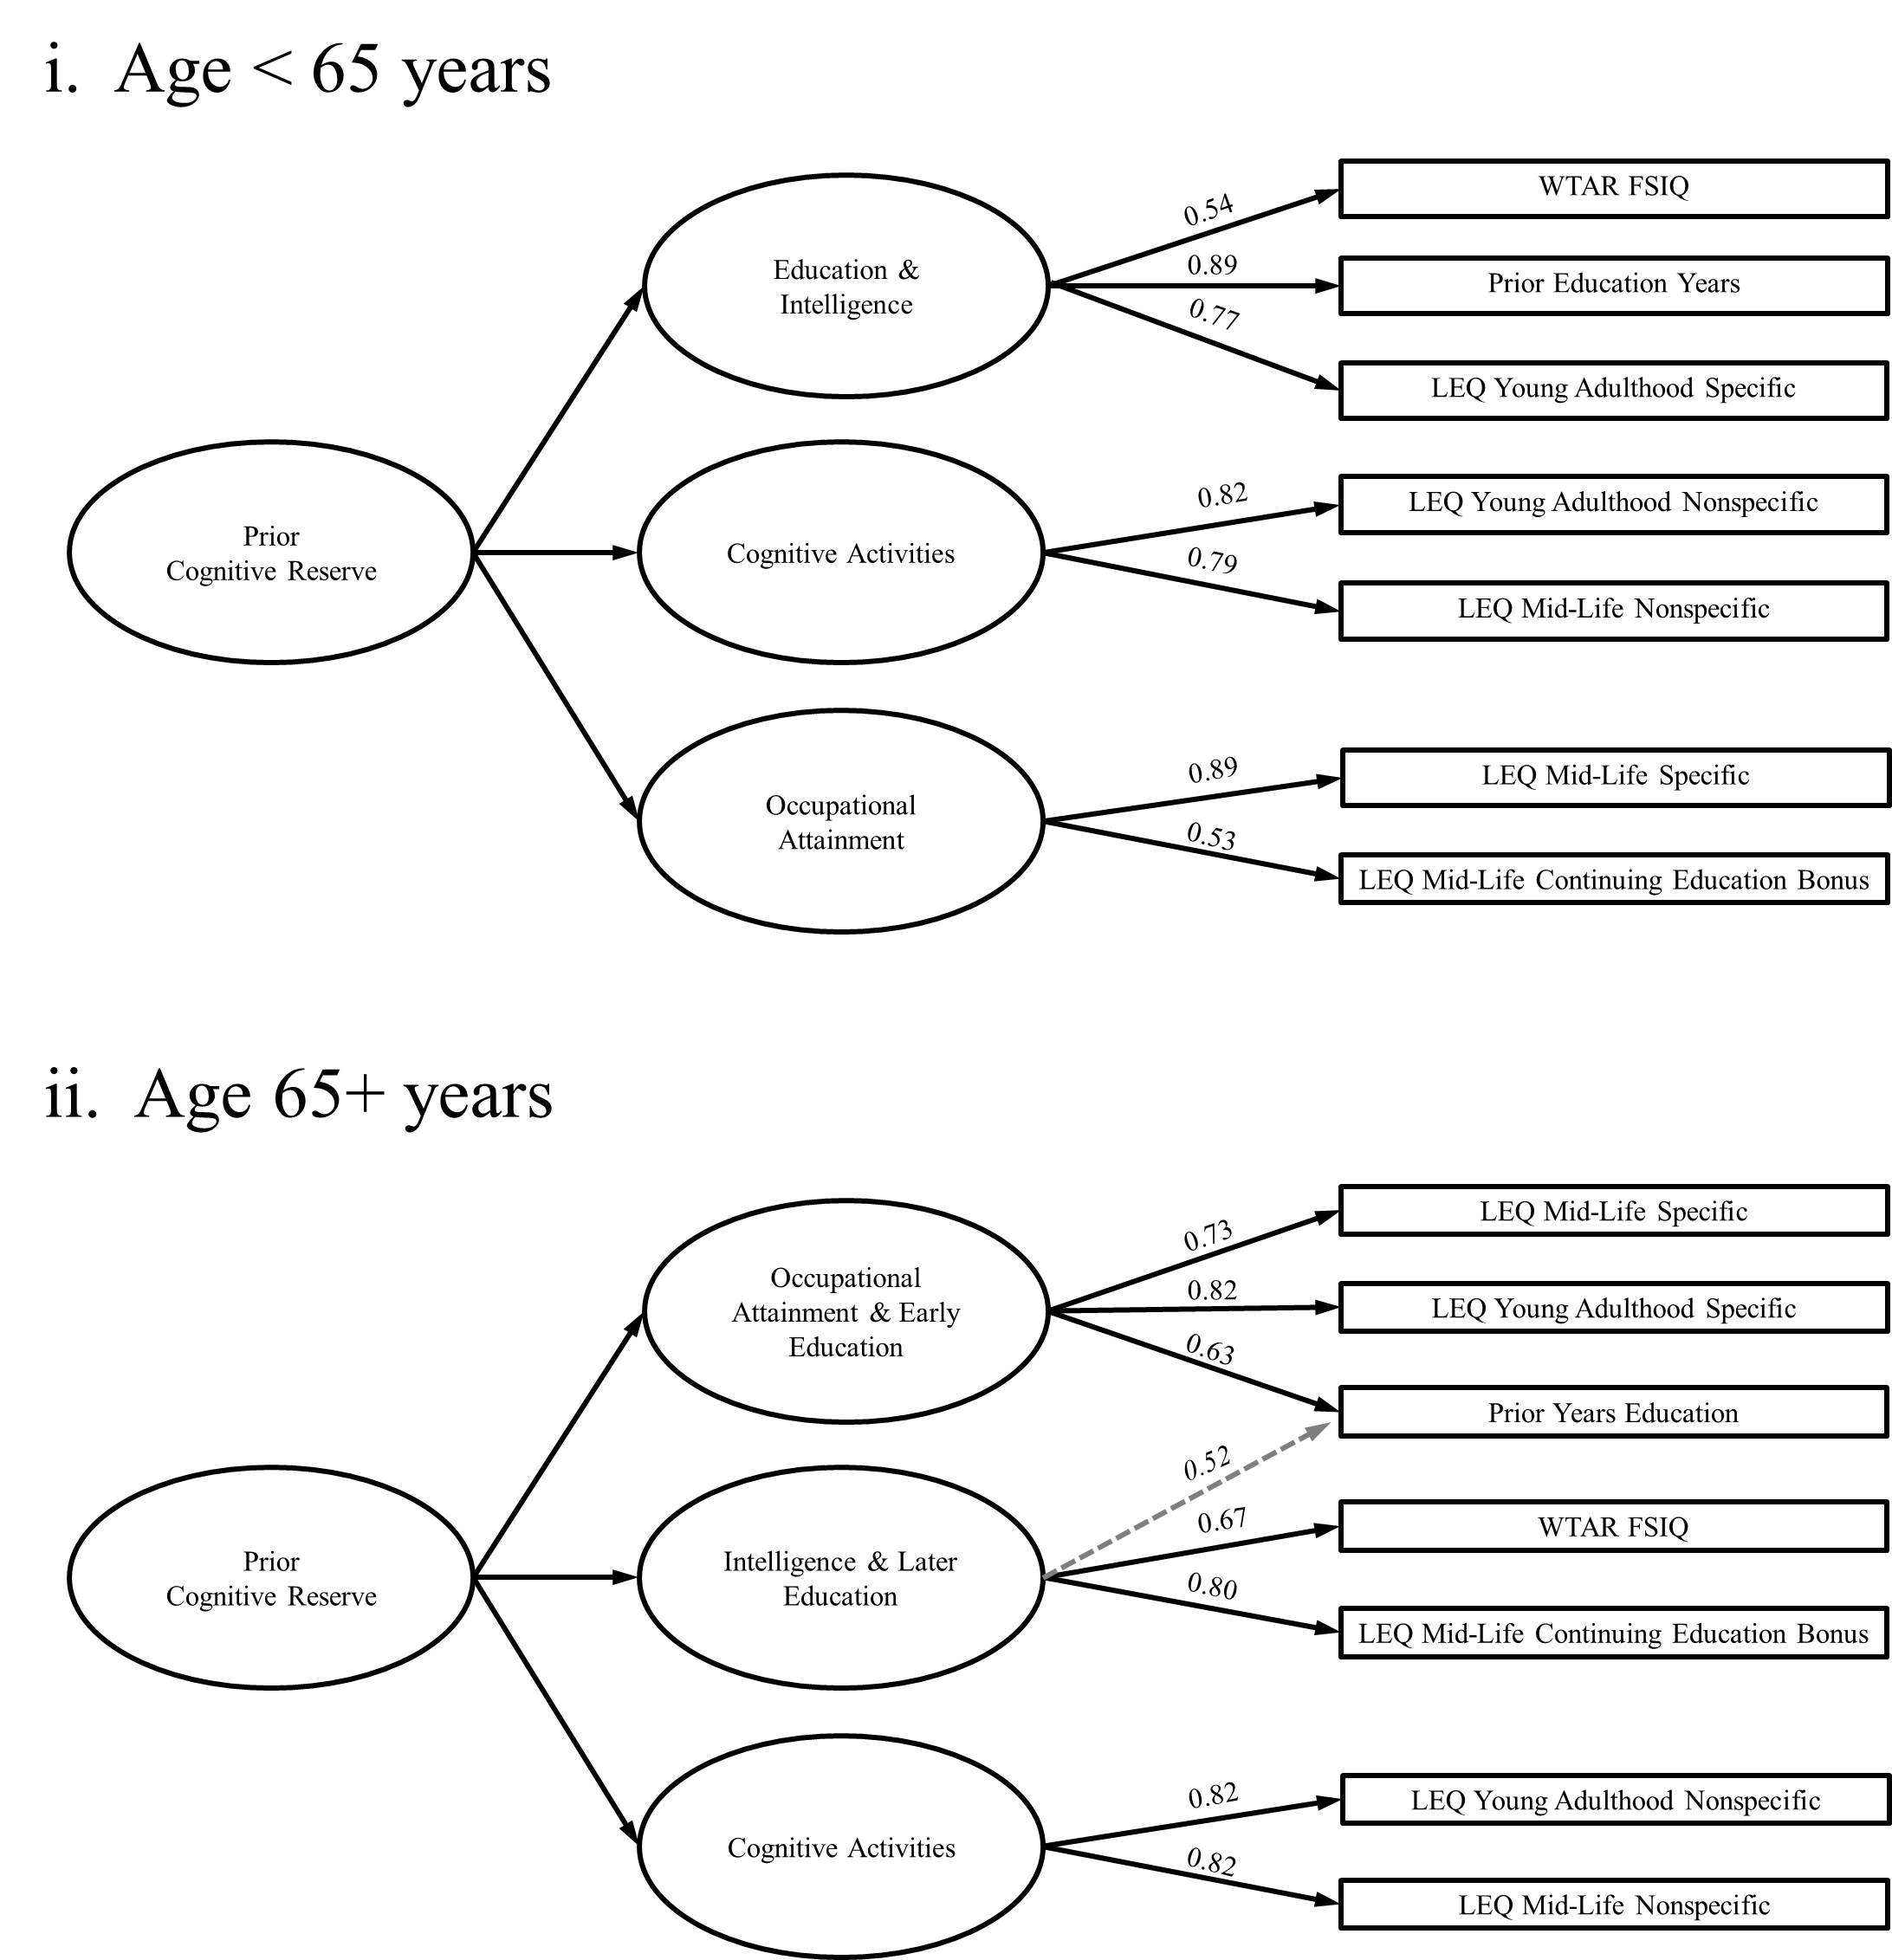 i. Age < 65 years
WTAR FSIQ
0.54
Education &
Intelligence
0.89
Prior Education Years
0.77
LEQ Young Adulthood Specific
Prior
Cognitive Reserve
Cognitive Activities
0.82
LEQ Young Adulthood Nonspecific
0.79
LEQ Mid-Life Nonspecific
Occupational
Attainment
0.89
LEQ Mid-Life Specific
0.53
LEQ Mid-Life Continuing Education Bonus
ii. Age 65+ years
Occupational
Attainment & Early
Education
0.73
LEQ Mid-Life Specific
0.82
LEQ Young Adulthood Specific
0.63
Prior Years Education
Prior
Cognitive Reserve
Intelligence & Later
Education
0.52
0.67
WTAR FSIQ
0.80
LEQ Mid-Life Continuing Education Bonus
Cognitive Activities
0.82
LEQ Young Adulthood Nonspecific
0.82
LEQ Mid-Life Nonspecific